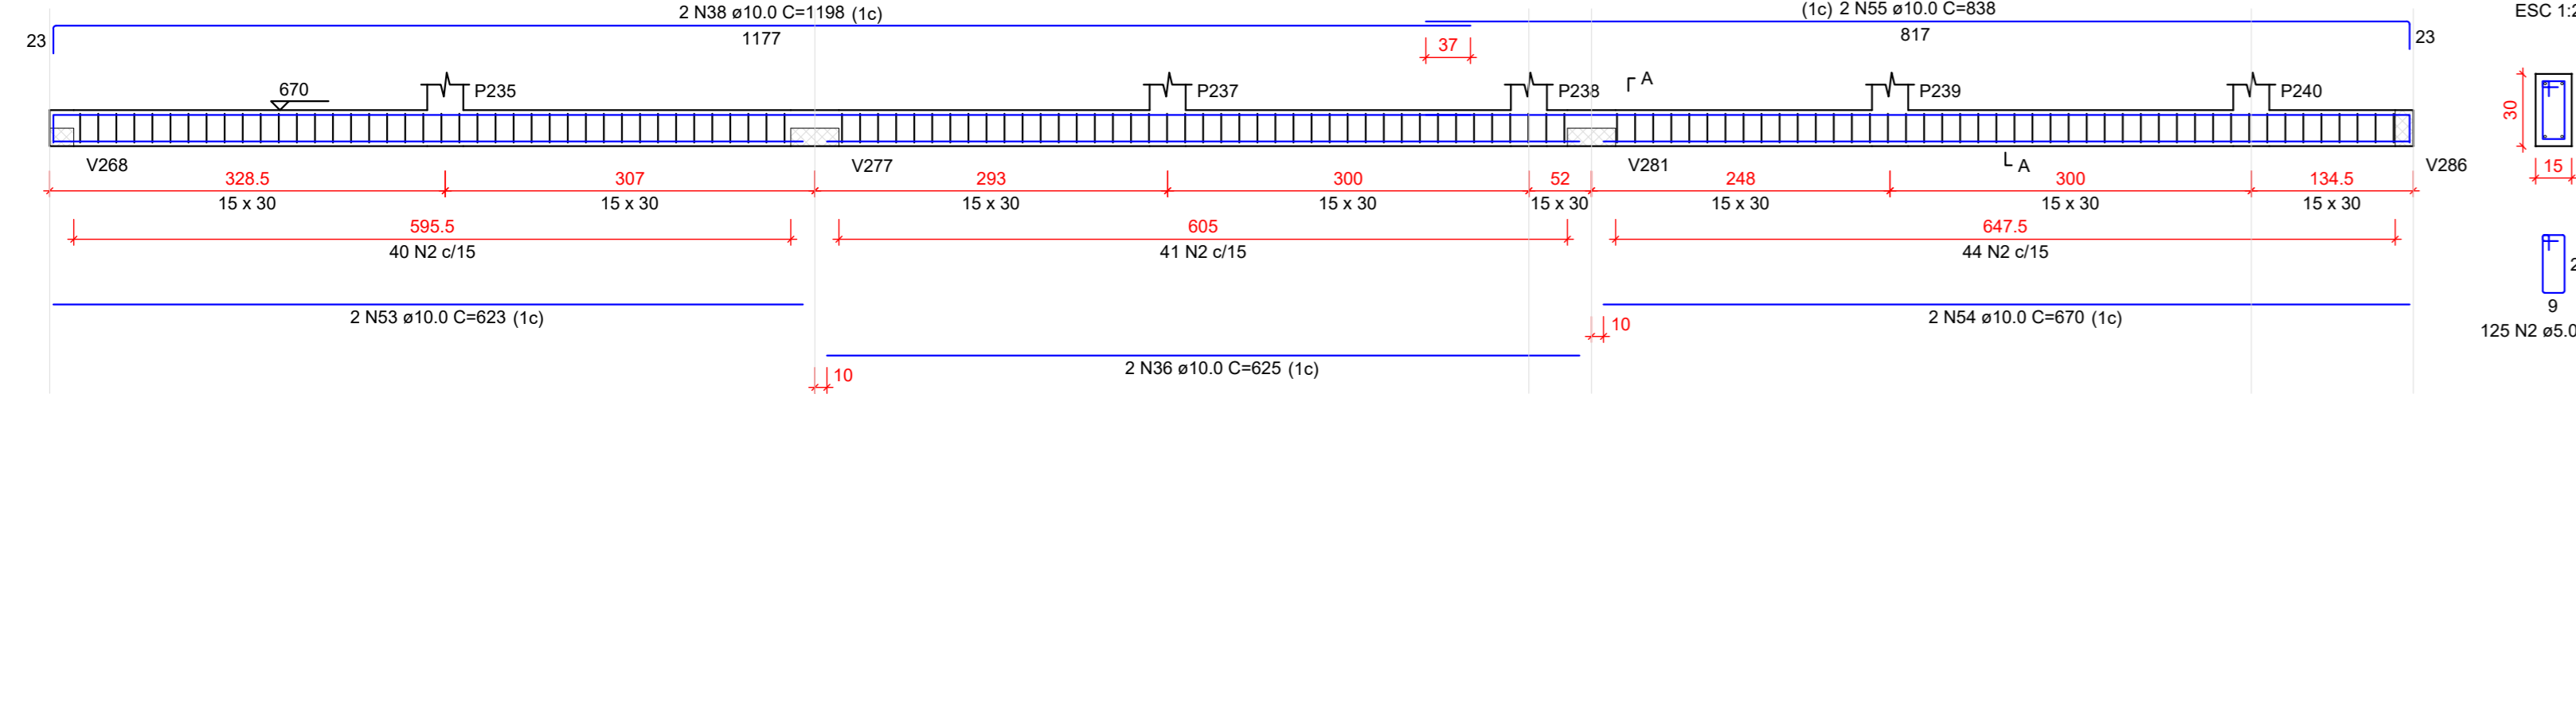 2 N38 ø10.0 C=1198 (1c)
(1c) 2 N55 ø10.0 C=838
ESC
23
1177
37
817
23
670
P235
P237
P238
A
P239
P240
30
V268
V277
V281
A
V286
15
328.5
307
293
300
52
248
300
134.5
15 x 30
15 x 30
15 x 30
15 x 30
15 x 30
15 x 30
15 x 30
15 x 30
595.5
605
647.5
40 N2 c/15
41 N2 c/15
44 N2 c/15
9
2 N53 ø10.0 C=623 (1c)
10
2 N54 ø10.0 C=670 (1c)
125 N2 ø5.0
10
2 N36 ø10.0 C=625 (1c)